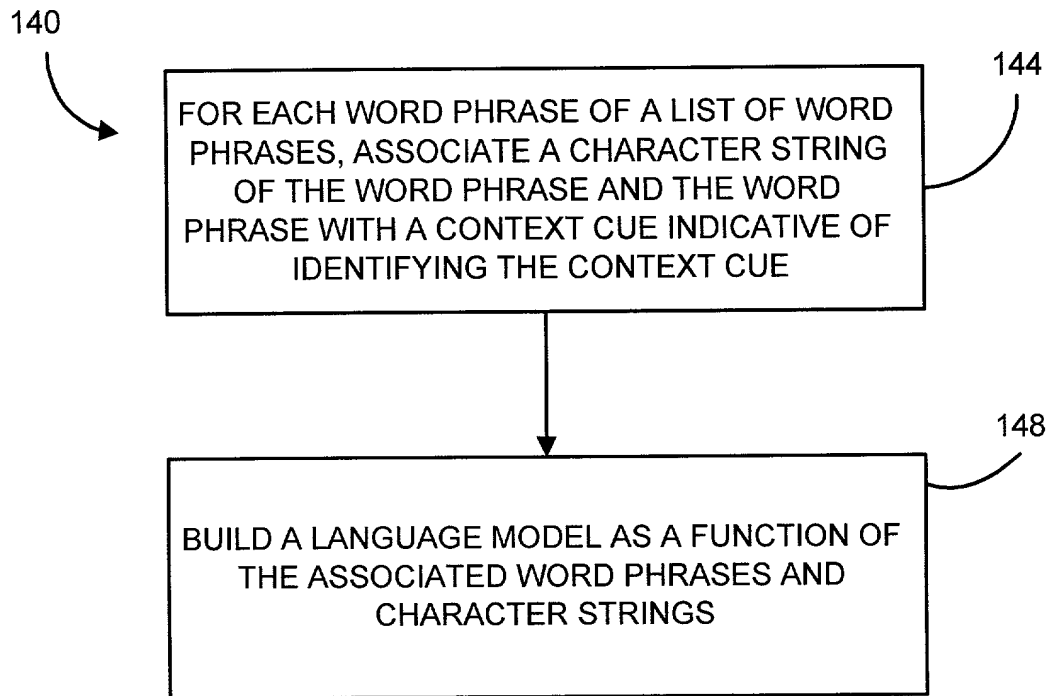 140
144
FOR EACH WORD PHRASE OF A LIST OF WORD
PHRASES, ASSOCIATE A CHARACTER STRING
OF THE WORD PHRASE AND THE WORD
PHRASE WITH A CONTEXT CUE INDICATIVE OF
IDENTIFYING THE CONTEXT CUE
148
BUILD A LANGUAGE MODEL AS A FUNCTION OF
THE ASSOCIATED WORD PHRASES AND
CHARACTER STRINGS